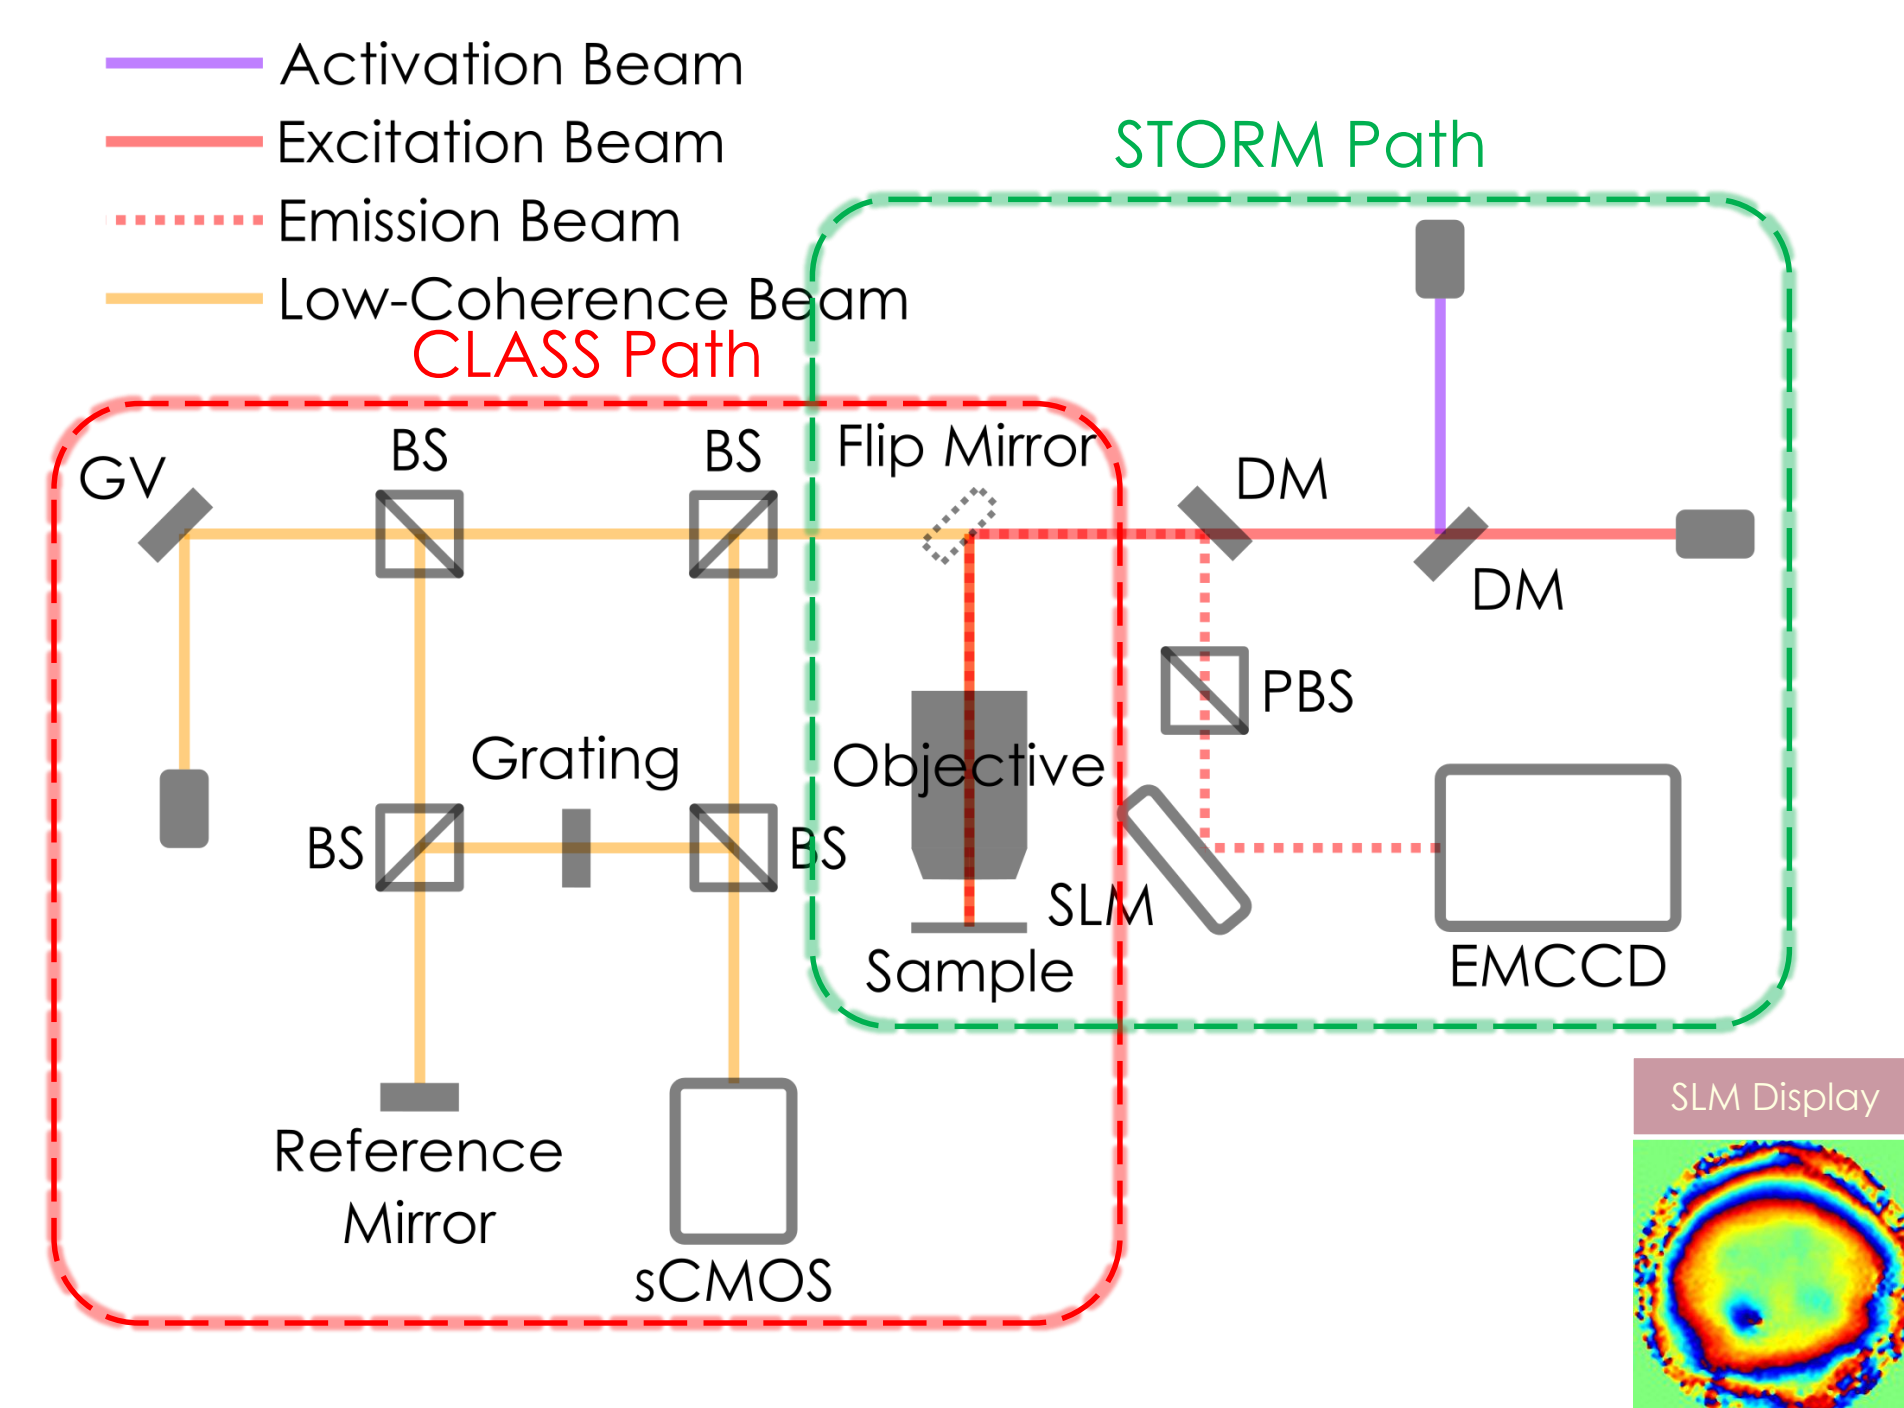 Activation Beam
Excitation Beam
Emission Beam
Low-Coherence Beam
STORM Path
CLASS Path
GV
BS
BS
Flip Mirror
DM
DM
PBS
Grating
Objective
BS
BS
SLM
Sample
EMCCD
Reference
Mirror
sCMOS
SLM Display